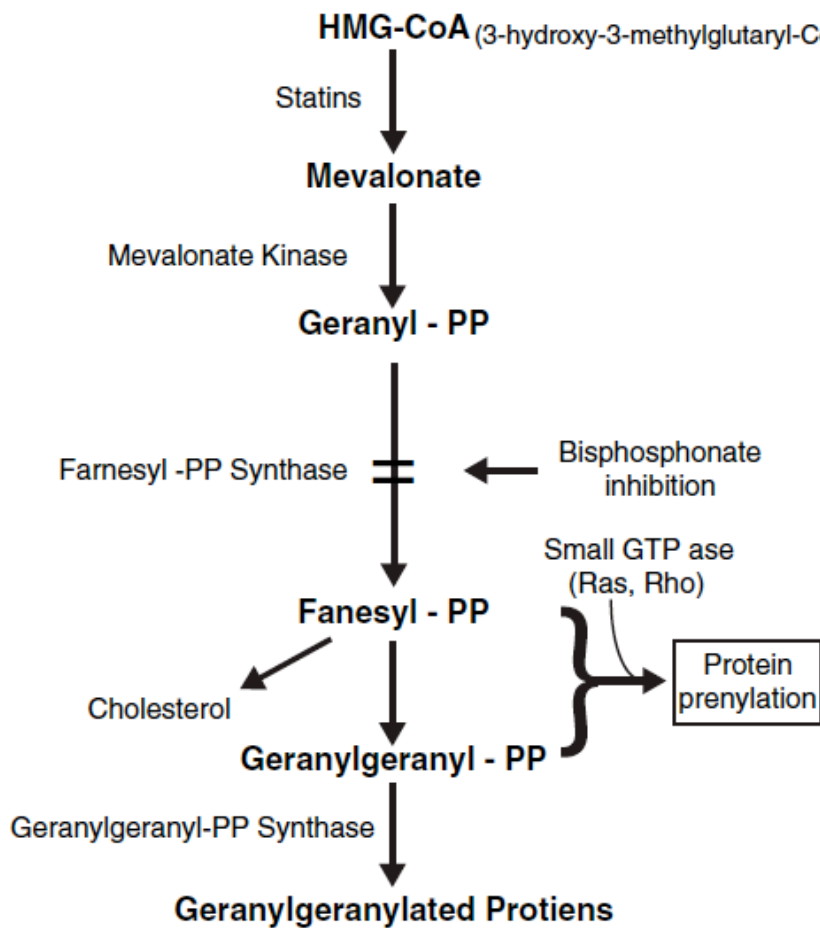 HMG-CoA (3-hydroxy-3-methylglutaryl-C
Statins
Mevalonate
Mevalonate Kinase
Geranyl - PP
Farnesyl -PP Synthase
Bisphosphonate
inhibition
Small GTP ase
(Ras, Rho)
Fanesyl - PP
Protein
prenylation
Cholesterol
Geranylgeranyl - PP
Geranylgeranyl-PP Synthase
Geranylgeranylated Protiens